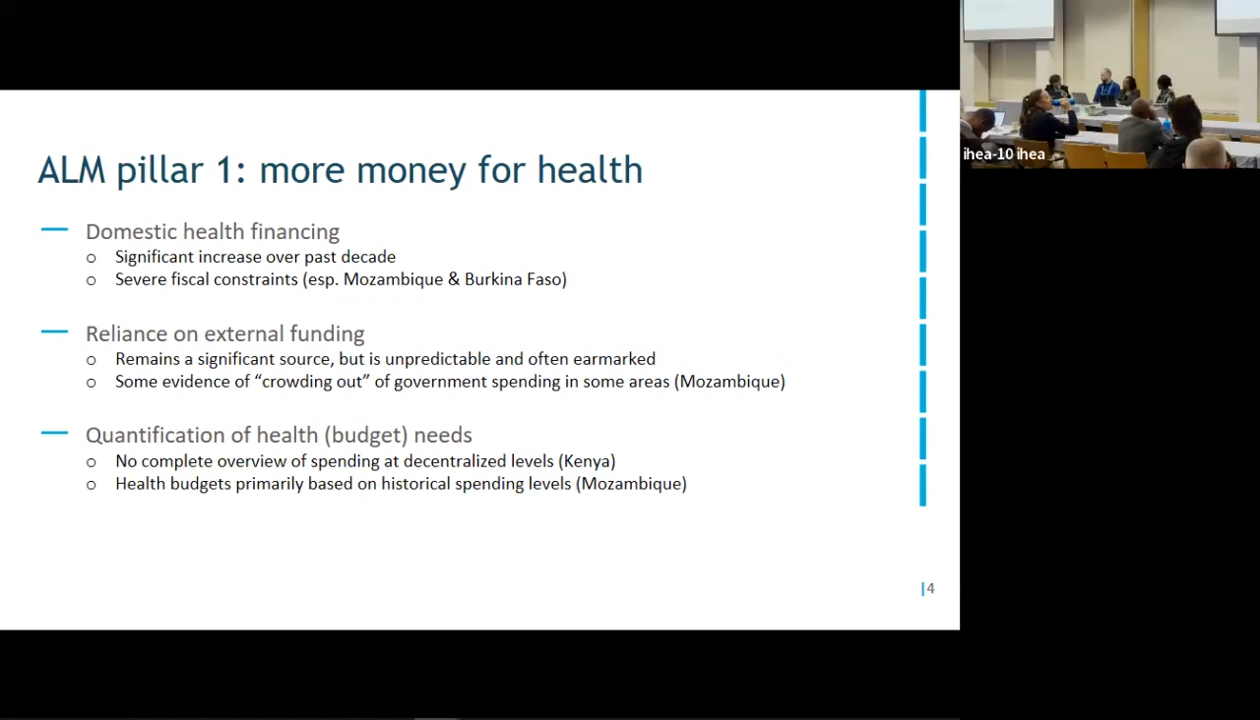 ALM pillar 1: more money for health
Domestic health financing
o Significant increase over past decade
o Severe fiscal constraints (esp. Mozambique & Burkina Faso)
Reliance on external funding
o Remains a significant source, but is unpredictable and often earmarked
o Some evidence of “crowding out” of government spending in some areas (Mozambique)
Quantification of health (budget) needs
o No complete overview of spending at decentralized levels (Kenya)
o Health budgets primarily based on historical spending levels (Mozambique)
|4
ihea-10 ihea